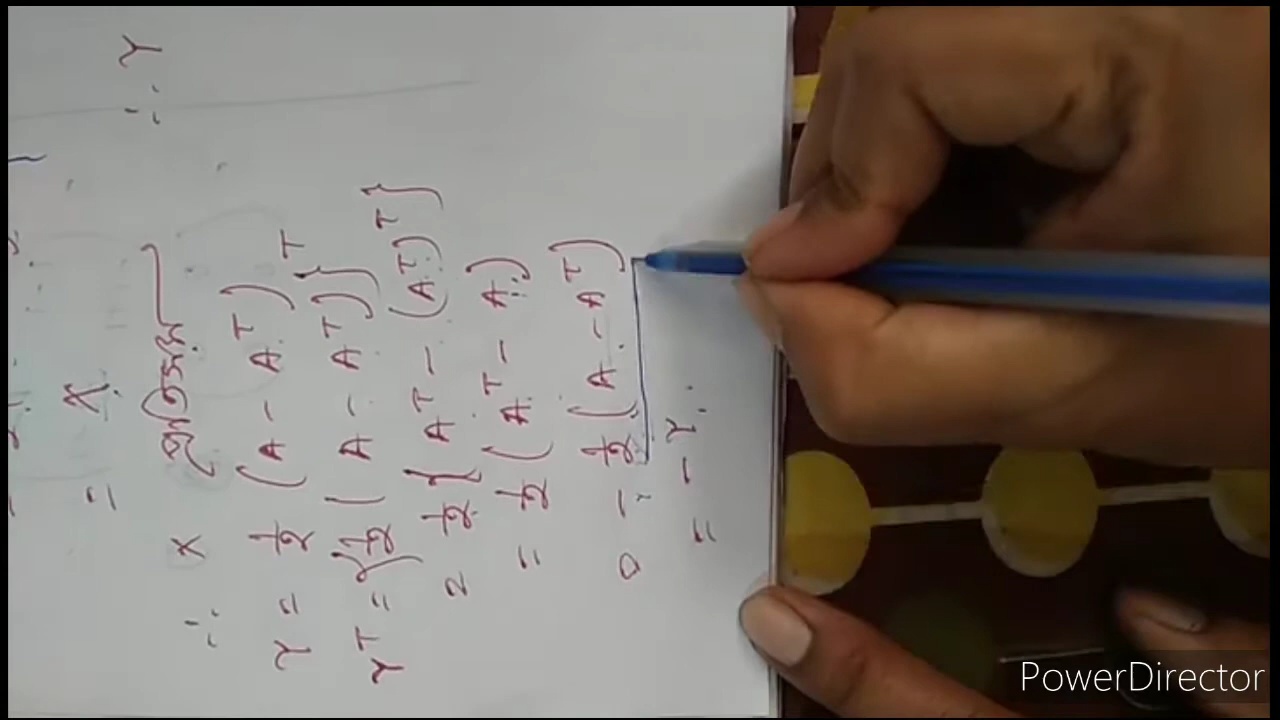 = X
∴ X প্রতিসম
Y = 1/2 (A - Aᵀ)
Yᵀ = {1/2 (A - Aᵀ)}ᵀ
= 1/2 {Aᵀ - (Aᵀ)ᵀ}
= 1/2 (Aᵀ - A)
= - 1/2 (A - Aᵀ)
= - Y
∴ Y
PowerDirector